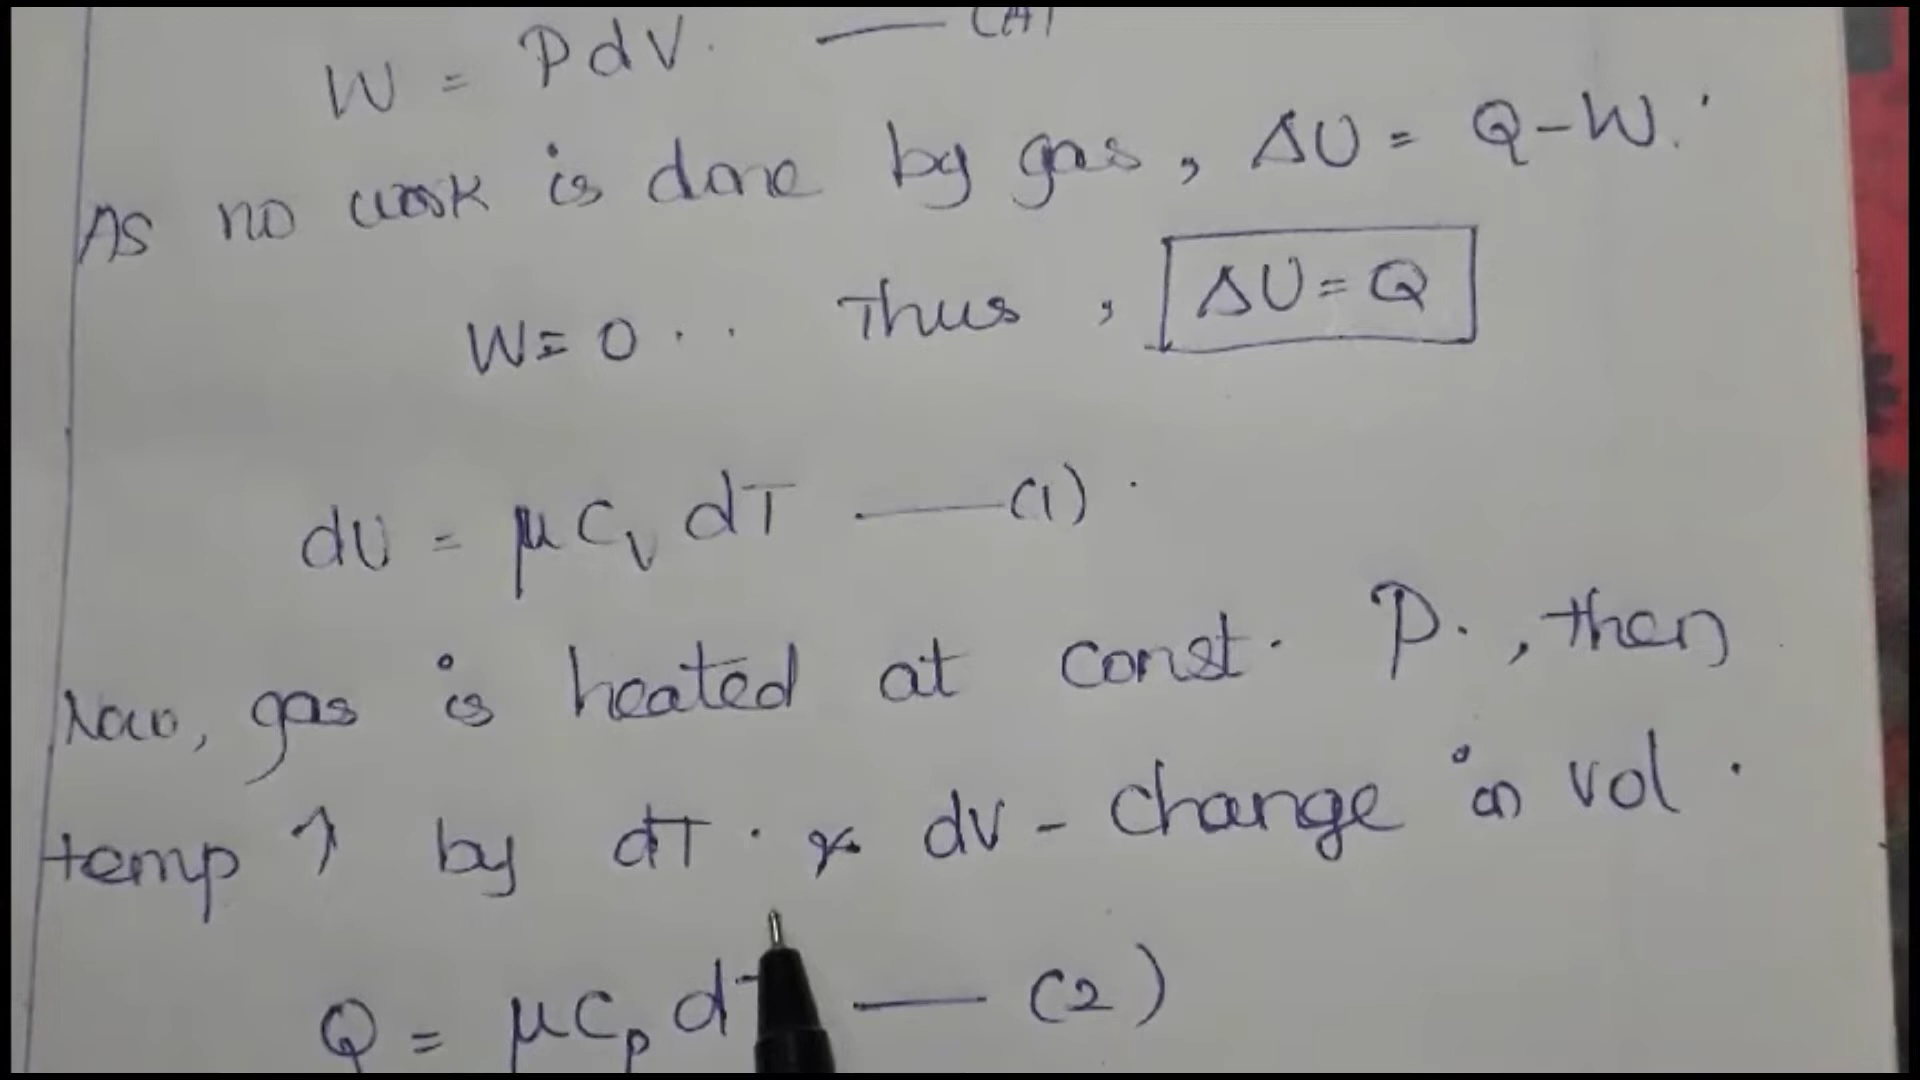 W = PdV. — (A)
As no work is done by gas, ΔU = Q-W.
W=0 . . . Thus, ΔU=Q
dU = μCv dT — (1).
Now, gas is heated at const. P., then
temp ↑ by dT. & dV - change in vol.
Q = μCp dT — (2)